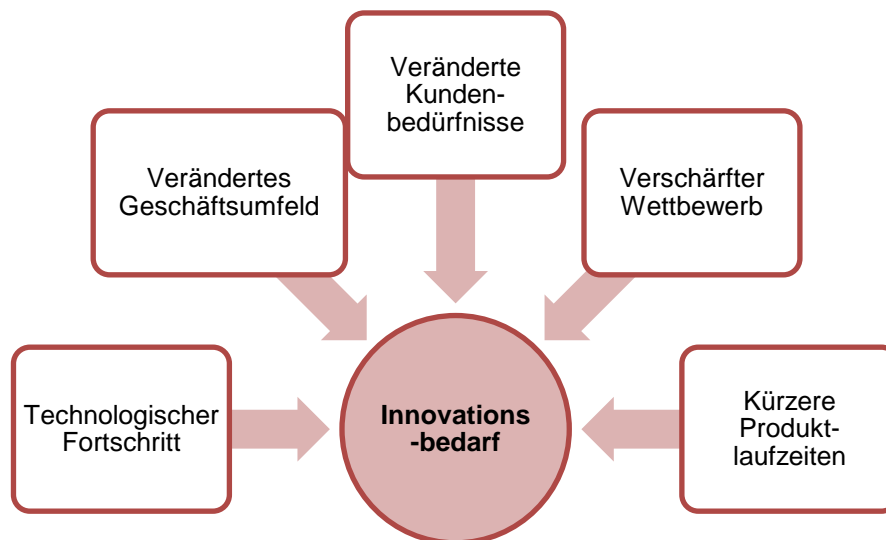 Veränderte
Kunden-
bedürfnisse
Verändertes
Geschäftsumfeld
Verschärfter
Wettbewerb
Technologischer
Fortschritt
Innovations
-bedarf
Kürzere
Produkt-
laufzeiten